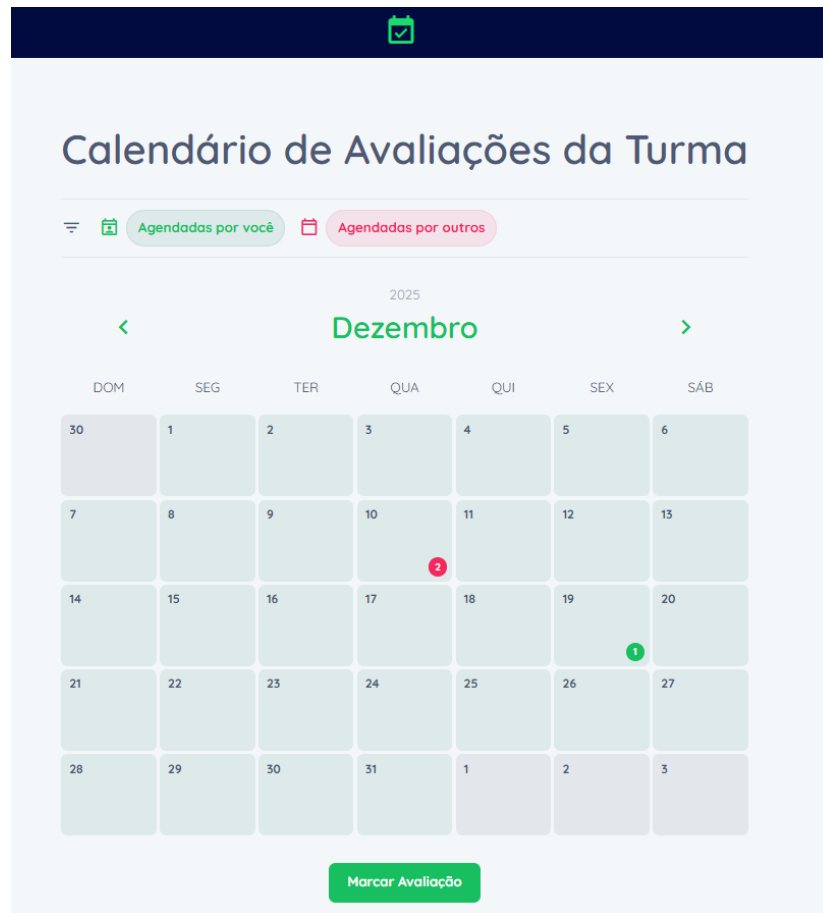 Calendário de Avaliações da Turma
Agendadas por você Agendadas por outros
2025
Dezembro
DOM SEG TER QUA QUI SEX SÁB
30 1 2 3 4 5 6
7 8 9 10 11 12 13
2
14 15 16 17 18 19 20
1
21 22 23 24 25 26 27
28 29 30 31 1 2 3
Marcar Avaliação